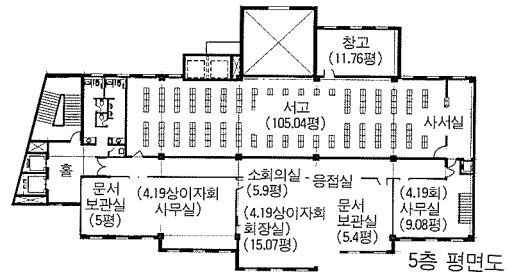 창고
(11.76평)
서고
(105.04평)
사서실
홀
문서
보관실
(5평)
(4.19상이자회
사무실)
소회의실
(5.9평)
응접실
(4.19상이자회
회장실)
(15.07평)
문서
보관실
(5.4평)
(4.19회)
사무실
(9.08평)
5층 평면도